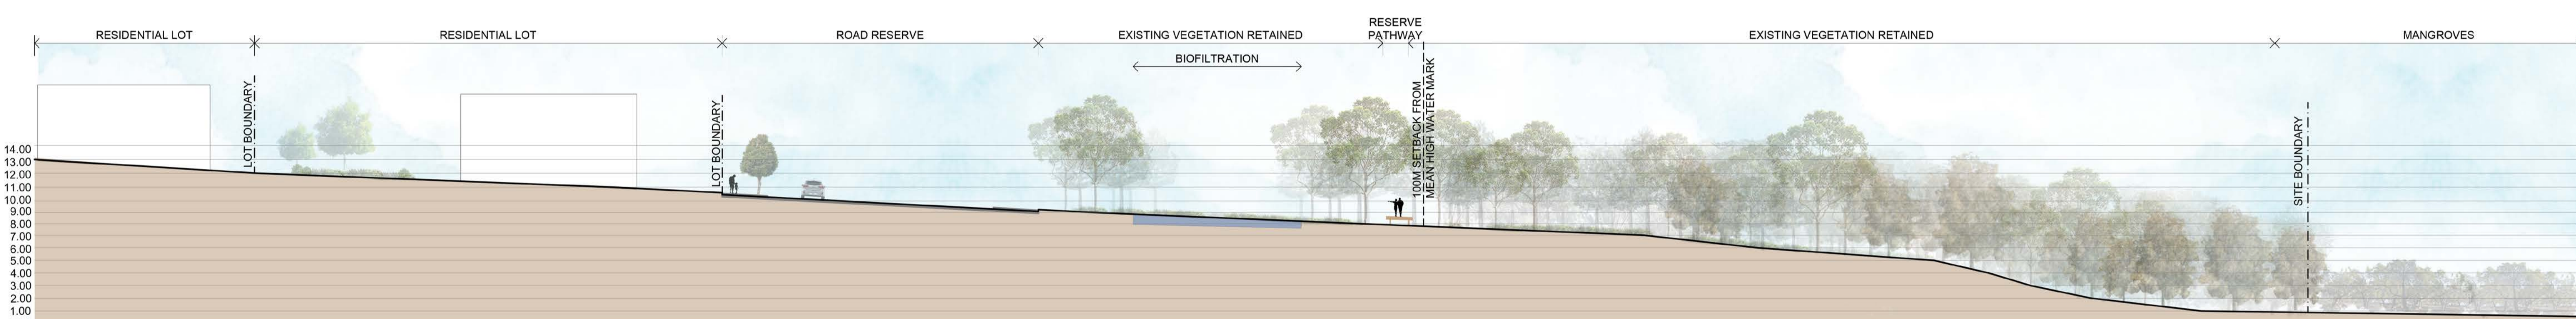 RESERVE
RESIDENTIAL LOT
RESIDENTIAL LOT
ROAD RESERVE
EXISTING VEGETATION RETAINED
PATHWAY
EXISTING VEGETATION RETAINED
MANGROVES
BIOFILTRATION
LOT BOUNDARY
LOT BOUNDARY
100M SETBACK FROM
MEAN HIGH WATER MARK
SITE BOUNDARY
14.00
13.00
12.00
11.00
10.00
9.00
8.00
7.00
6.00
5.00
4.00
3.00
2.00
1.00